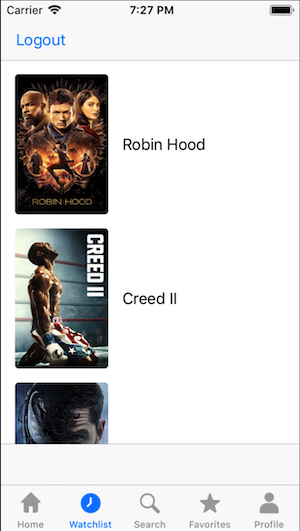 Carrier 7:27 PM
Logout
ROBIN HOOD
Robin Hood
CREED II
Creed II
Home Watchlist Search Favorites Profile